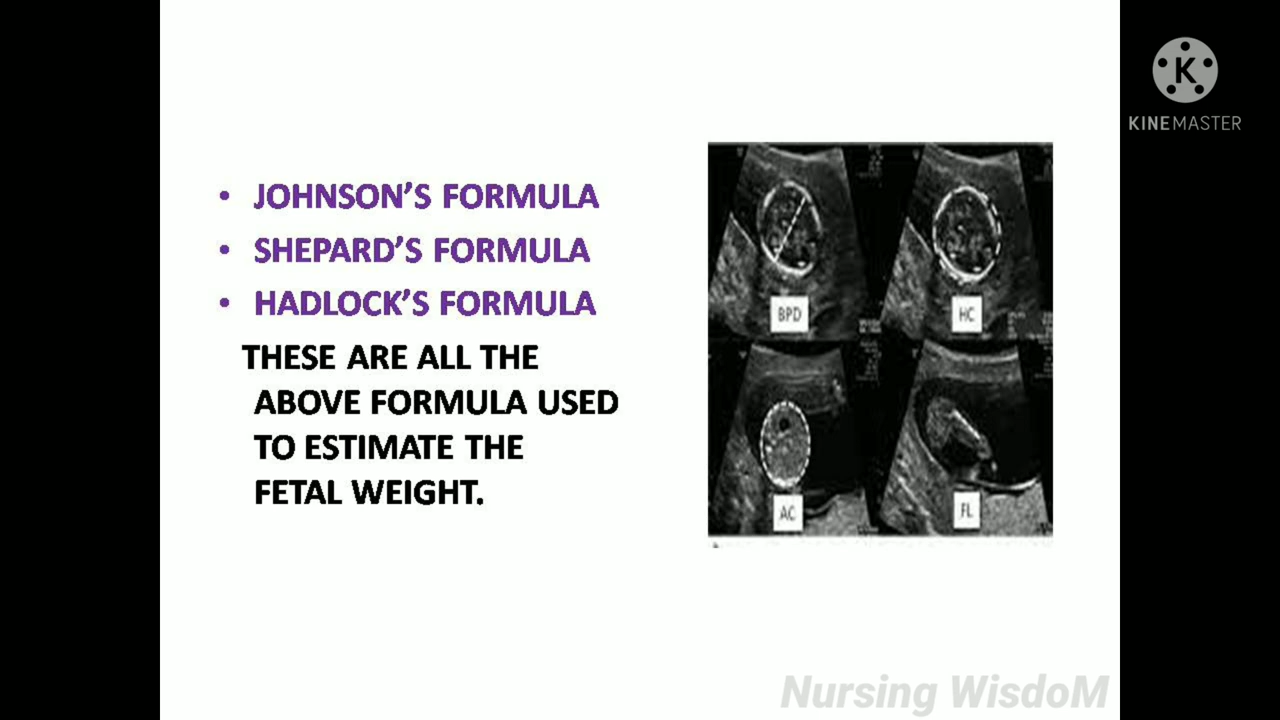 • JOHNSON'S FORMULA
• SHEPARD'S FORMULA
• HADLOCK'S FORMULA
THESE ARE ALL THE
ABOVE FORMULA USED
TO ESTIMATE THE
FETAL WEIGHT.
BPD
HC
AC
FL
K
KINEMASTER
Nursing WisdoM